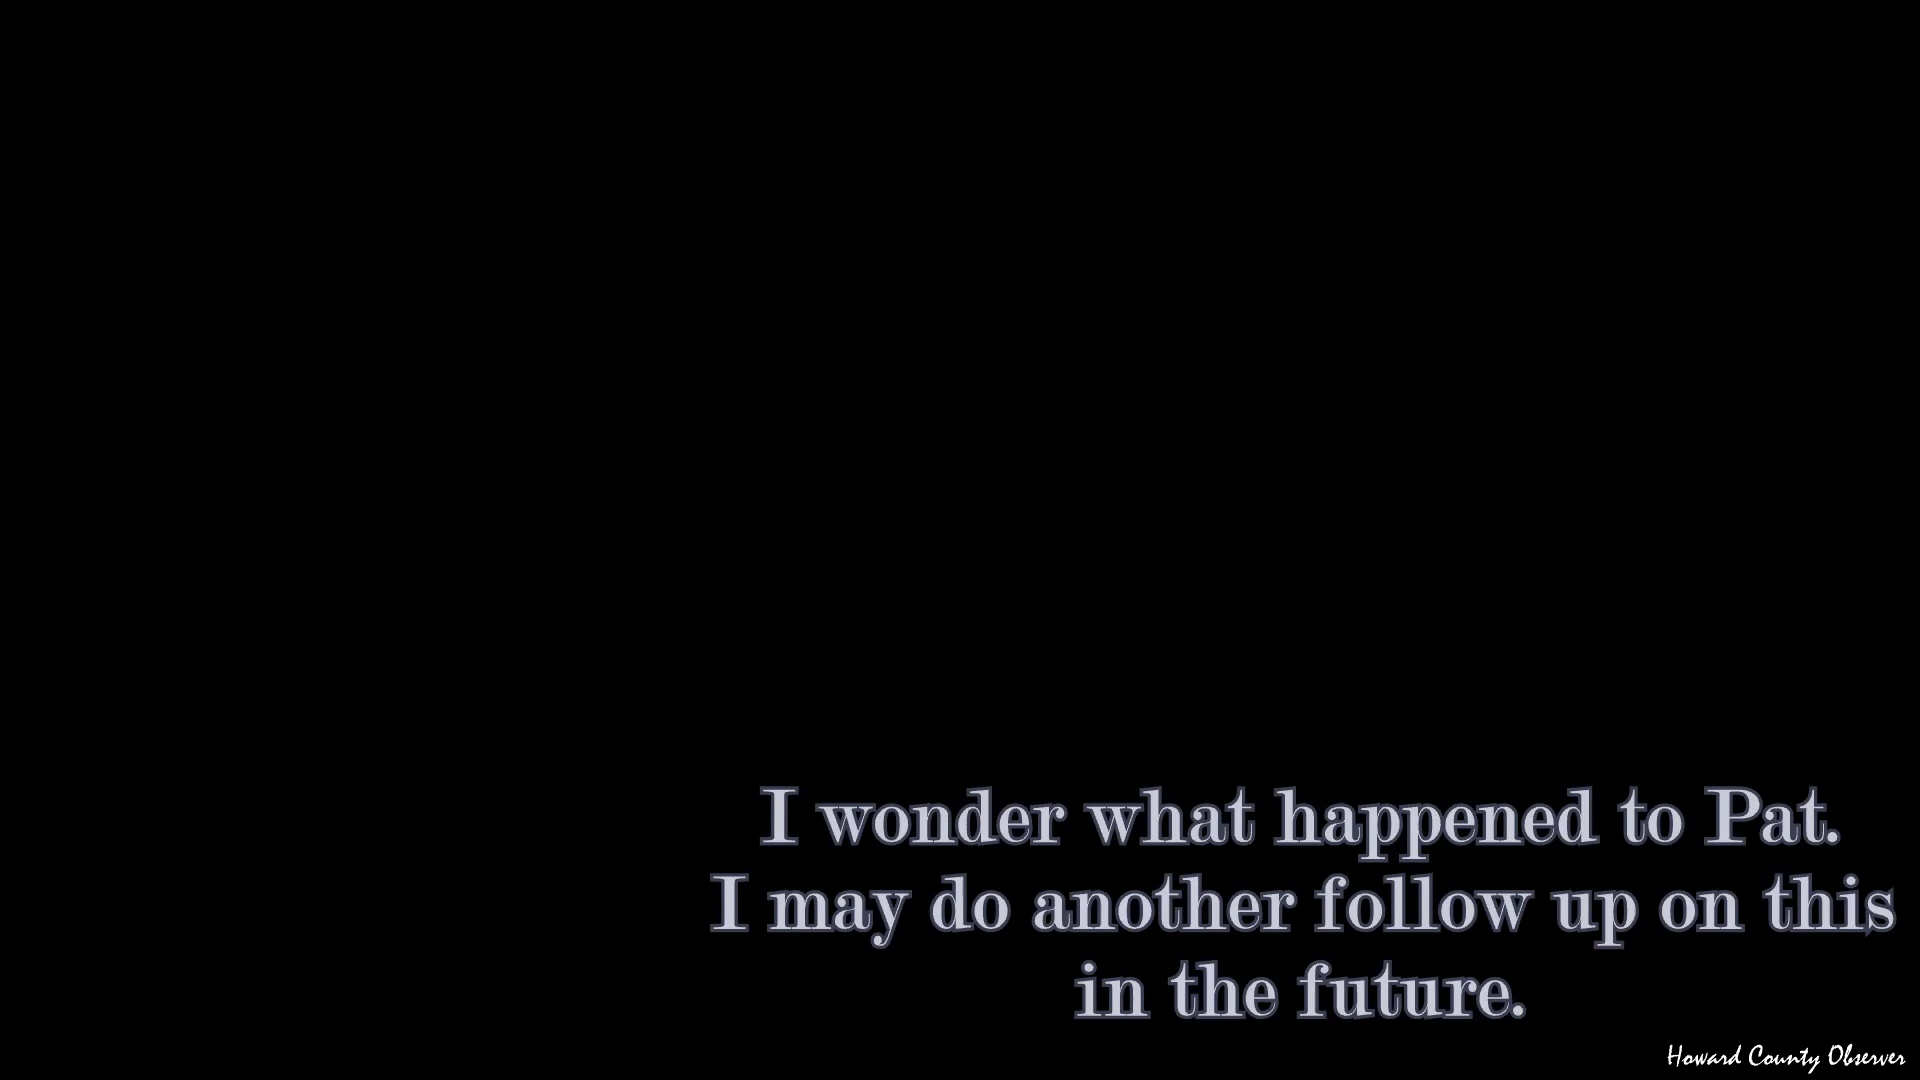 I wonder what happened to Pat.
I may do another follow up on this
in the future.
Howard County Observer